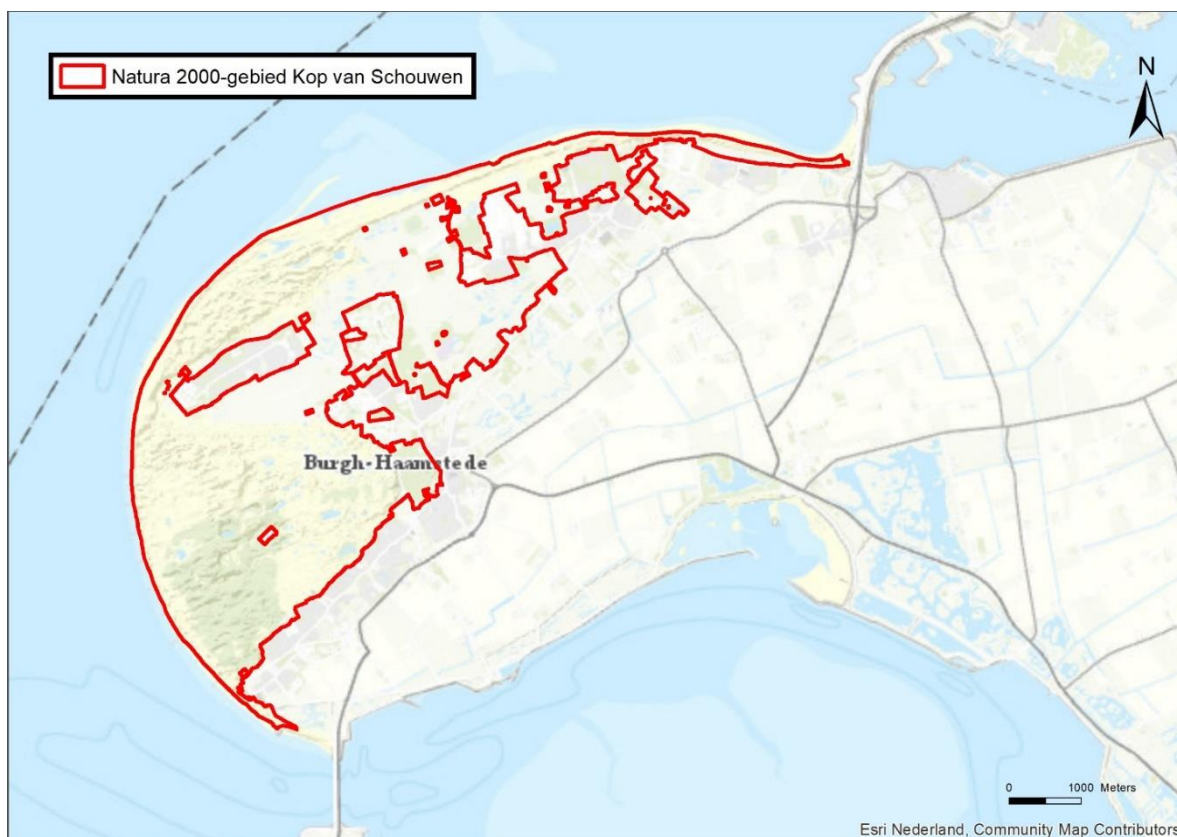 Natura 2000-gebied Kop van Schouwen
N
Burgh-Haamstede
0 1000 Meters
Esri Nederland, Community Map Contributors